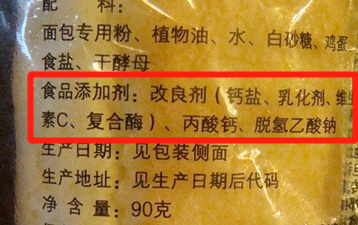 配 料:
面包专用粉、植物油、水、白砂糖、鸡蛋
食盐、干酵母
食品添加剂: 改良剂 (钙盐、乳化剂、维
素C、复合酶)、丙酸钙、脱氢乙酸钠
生产日期: 见包装侧面
生产地址: 见生产日期后代码
净 含 量: 90克